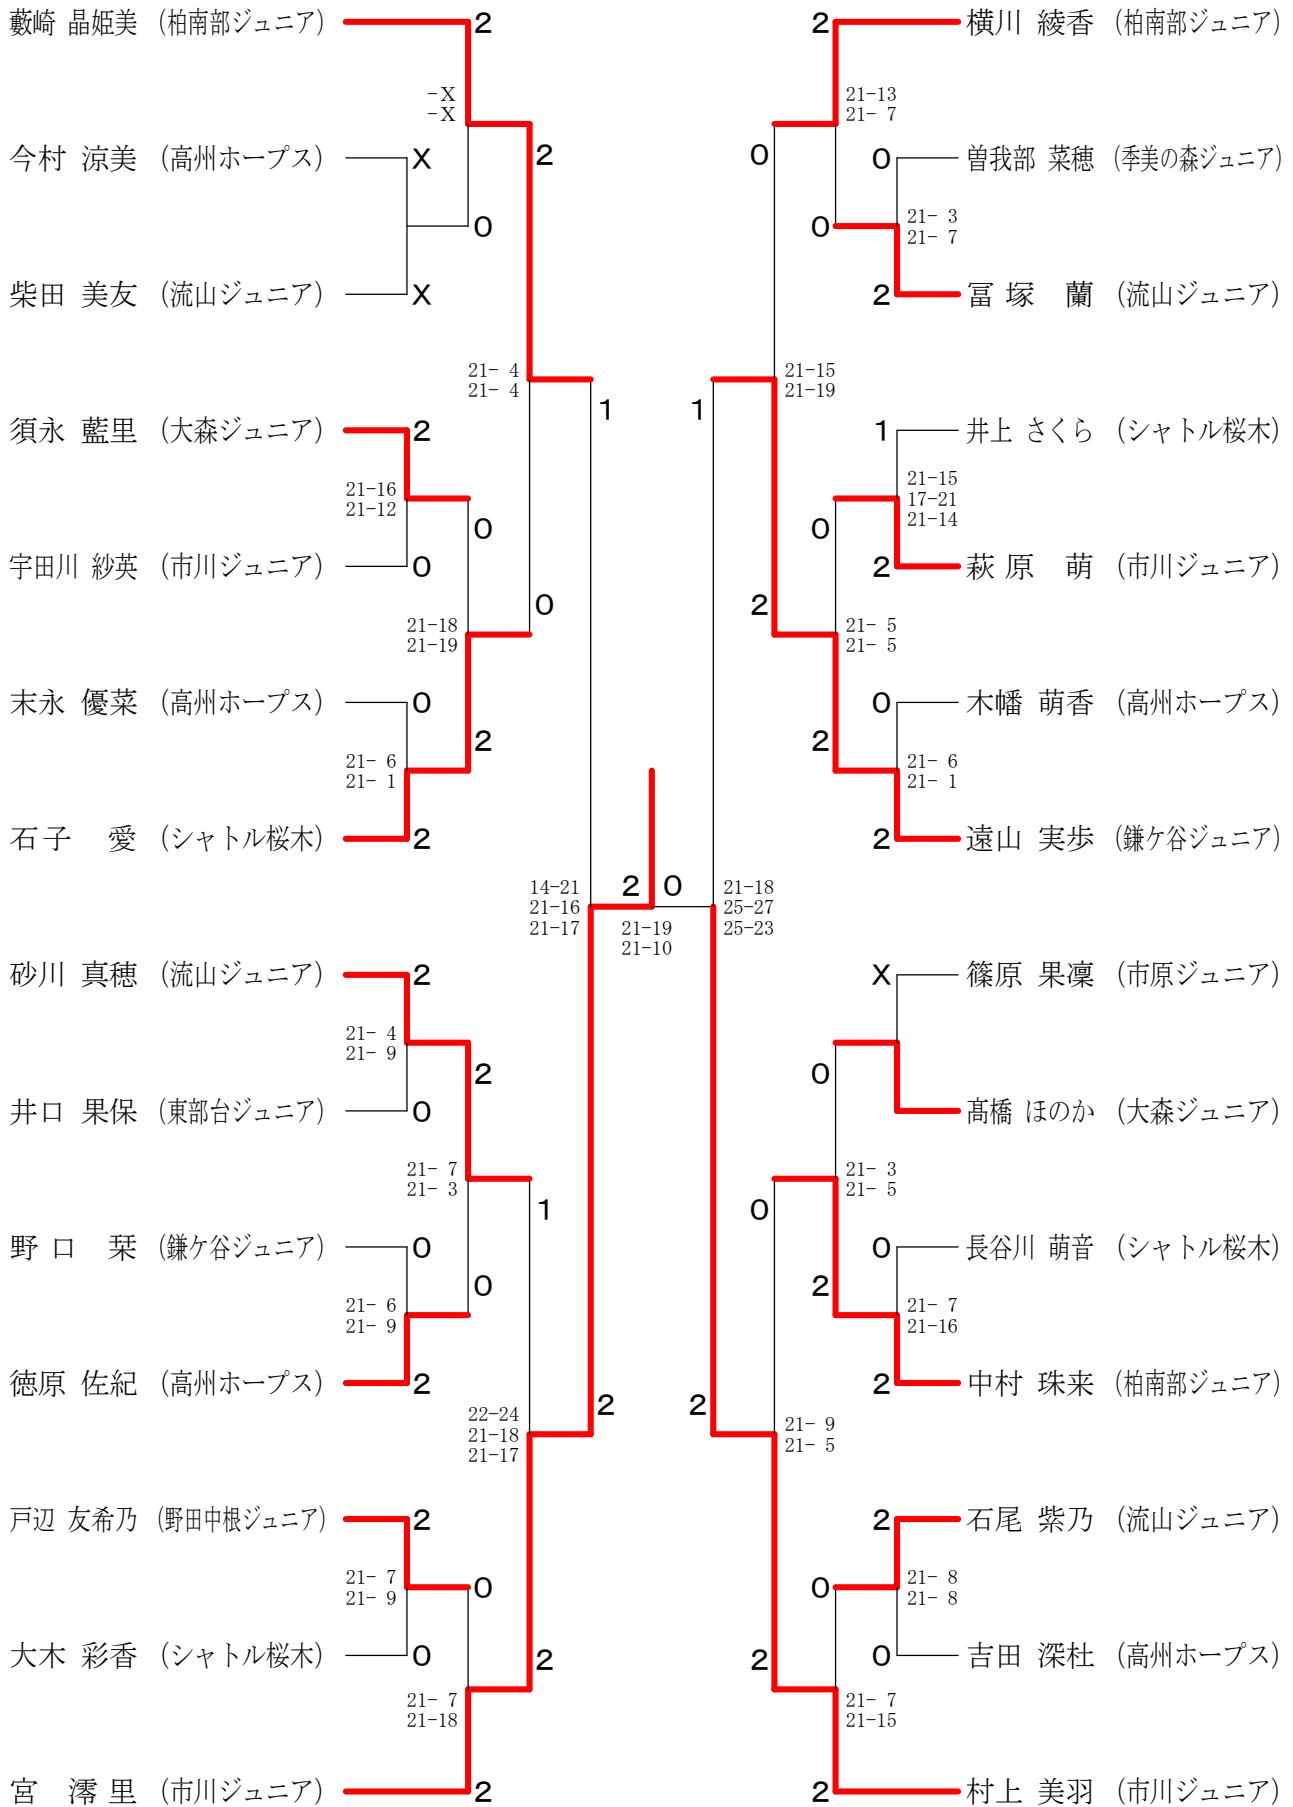 藪崎 晶姫美 (柏南部ジュニア) 2
-X
-X
今村 涼美 (高州ホープス) X
2
0
柴田 美友 (流山ジュニア) X
21- 4
21- 4
1
須永 藍里 (大森ジュニア) 2
21-16
21-12
0
宇田川 紗英 (市川ジュニア) 0
0
21-18
21-19
末永 優菜 (高州ホープス) 0
2
21- 6
21- 1
石子 愛 (シャトル桜木) 2
14-21
21-16
21-17
2 0
21-19
21-10
砂川 真穂 (流山ジュニア) 2
21- 4
21- 9
2
井口 果保 (東部台ジュニア) 0
21- 7
21- 3
1
野口 栞 (鎌ケ谷ジュニア) 0
0
21- 6
21- 9
徳原 佐紀 (高州ホープス) 2
2
22-24
21-18
21-17
戸辺 友希乃 (野田中根ジュニア) 2
21- 7
21- 9
0
大木 彩香 (シャトル桜木) 0
2
21- 7
21-18
宮 澪里 (市川ジュニア) 2
2 横川 綾香 (柏南部ジュニア)
21-13
21- 7
0
0 曽我部 菜穂 (季美の森ジュニア)
0
21- 3
21- 7
2 冨塚 蘭 (流山ジュニア)
21-15
21-19
1
1 井上 さくら (シャトル桜木)
21-15
17-21
21-14
0
2 萩原 萌 (市川ジュニア)
2
21- 5
21- 5
0 木幡 萌香 (高州ホープス)
2
21- 6
21- 1
2 遠山 実歩 (鎌ケ谷ジュニア)
21-18
25-27
25-23
X 篠原 果凜 (市原ジュニア)
0
髙橋 ほのか (大森ジュニア)
21- 3
21- 5
0
0 長谷川 萌音 (シャトル桜木)
2
21- 7
21-16
2 中村 珠来 (柏南部ジュニア)
2
21- 9
21- 5
2 石尾 紫乃 (流山ジュニア)
0
21- 8
21- 8
2
0 吉田 深杜 (高州ホープス)
21- 7
21-15
2 村上 美羽 (市川ジュニア)